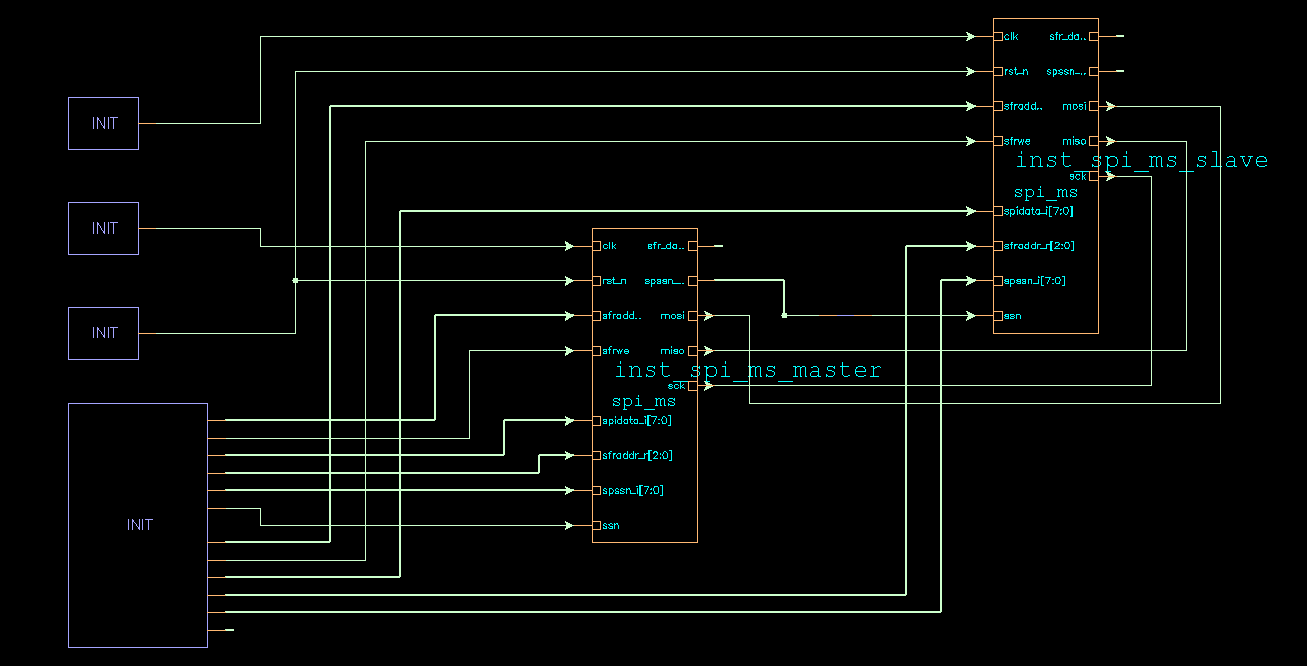 INIT
INIT
INIT
INIT
clk sfr_da..
rst_n spssn_..
sfradd.. mosi
sfrwe miso
inst_spi_ms_slave
sck
spi_ms
spidata_i[7:0]
sfraddr_r[2:0]
spssn_i[7:0]
ssn
clk sfr_da..
rst_n spssn_..
sfradd.. mosi
sfrwe miso
inst_spi_ms_master
sck
spi_ms
spidata_i[7:0]
sfraddr_r[2:0]
spssn_i[7:0]
ssn